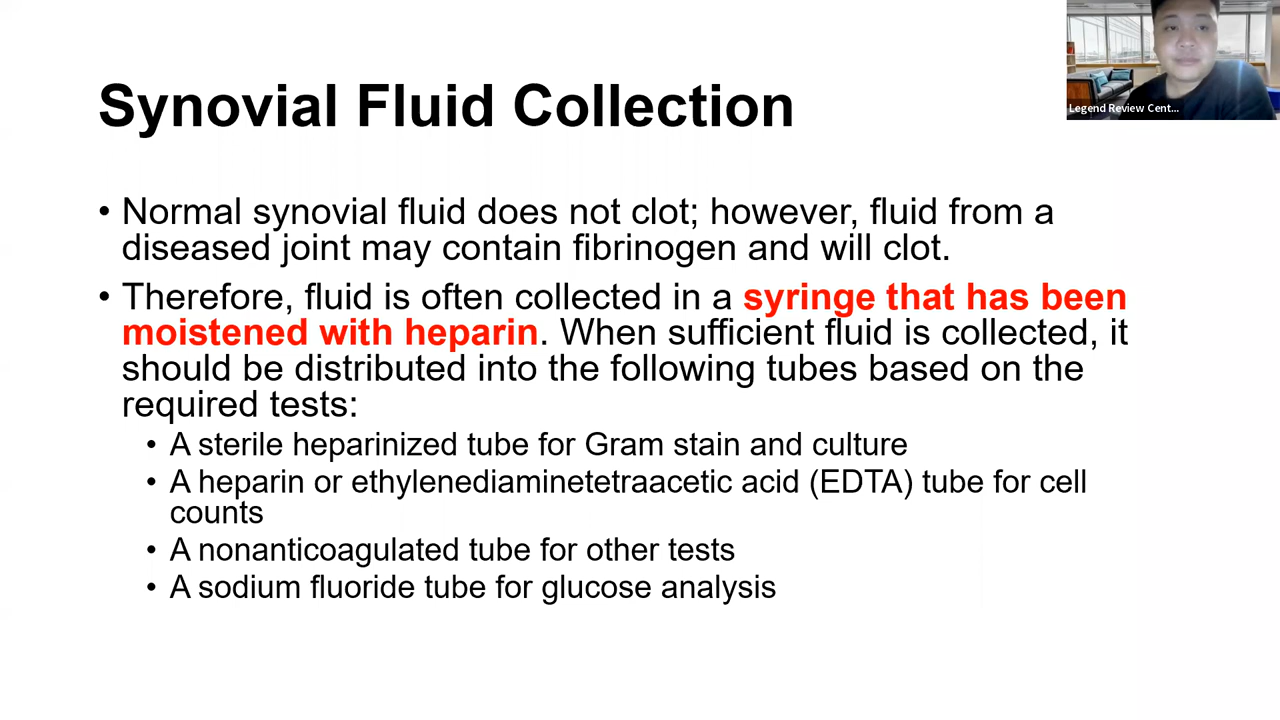 Legend Review Cent...
Synovial Fluid Collection
• Normal synovial fluid does not clot; however, fluid from a
diseased joint may contain fibrinogen and will clot.
• Therefore, fluid is often collected in a syringe that has been
moistened with heparin. When sufficient fluid is collected, it
should be distributed into the following tubes based on the
required tests:
• A sterile heparinized tube for Gram stain and culture
• A heparin or ethylenediaminetetraacetic acid (EDTA) tube for cell
counts
• A nonanticoagulated tube for other tests
• A sodium fluoride tube for glucose analysis